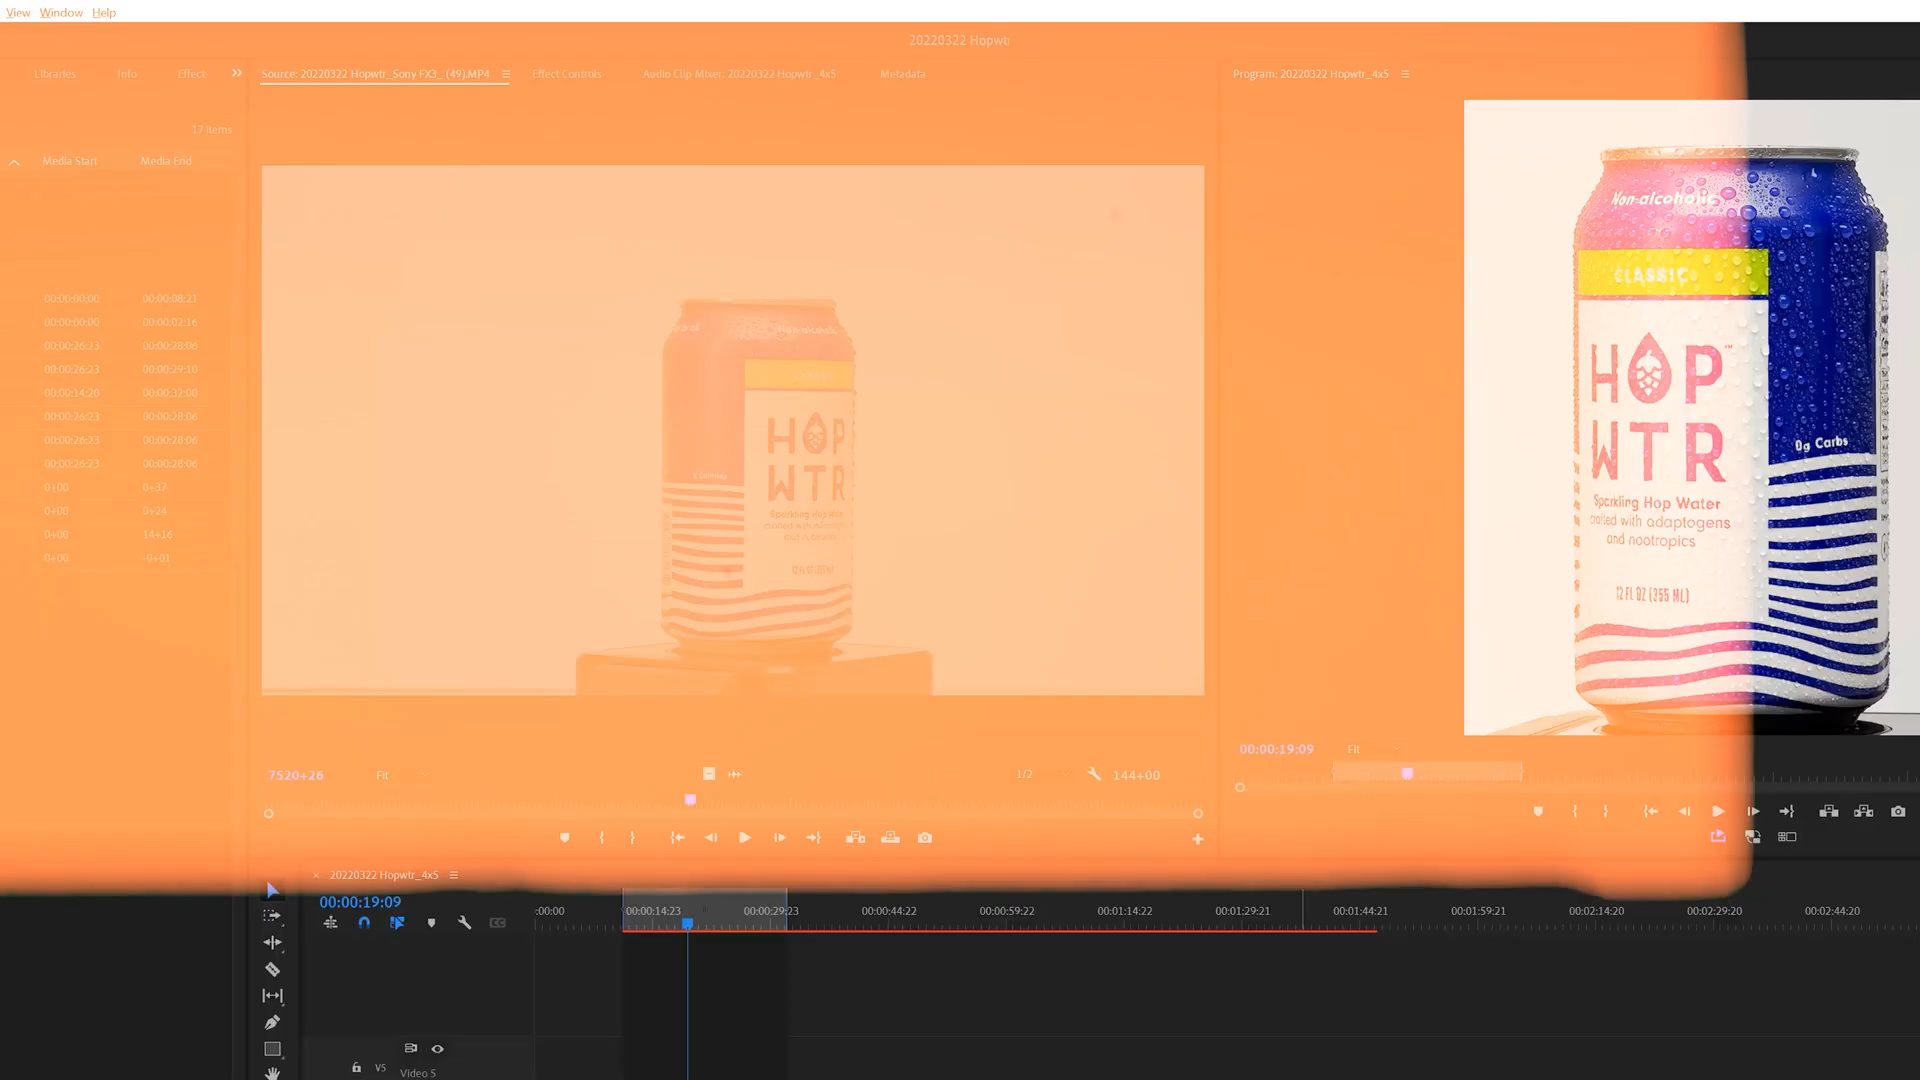 View Window Help
20220322 Hopwtr
Libraries Info Effect
Source: 20220322 Hopwtr_Sony FX3_ (49).MP4 Effect Controls Audio Clip Mixer: 20220322 Hopwtr_4x5 Metadata
Program: 20220322 Hopwtr_4x5
17 items
Media Start Media End
00:00:00:00 00:00:08:21
00:00:00:00 00:00:02:16
00:00:26:23 00:00:28:06
00:00:26:23 00:00:29:10
00:00:14:20 00:00:32:00
00:00:26:23 00:00:28:06
00:00:26:23 00:00:28:06
00:00:26:23 00:00:28:06
0+00 0+37
0+00 0+24
0+00 14+16
0+00 -0+01
Non-alcoholic
HOP
WTR
Sparkling Hop
crafted with
12 FL OZ
Non-alcoholic
CLASSIC
HOP™
WTR
Sparkling Hop Water
crafted with adaptogens
and nootropics
12 FL OZ (355 ML)
0g Carbs
7520+26 Fit 1/2 144+00
00:00:19:09 Fit
× 20220322 Hopwtr_4x5
00:00:19:09
:00:00 00:00:14:23 00:00:29:23 00:00:44:22 00:00:59:22 00:01:14:22 00:01:29:21 00:01:44:21 00:01:59:21 00:02:14:20 00:02:29:20 00:02:44:20
CC
V5 Video 5